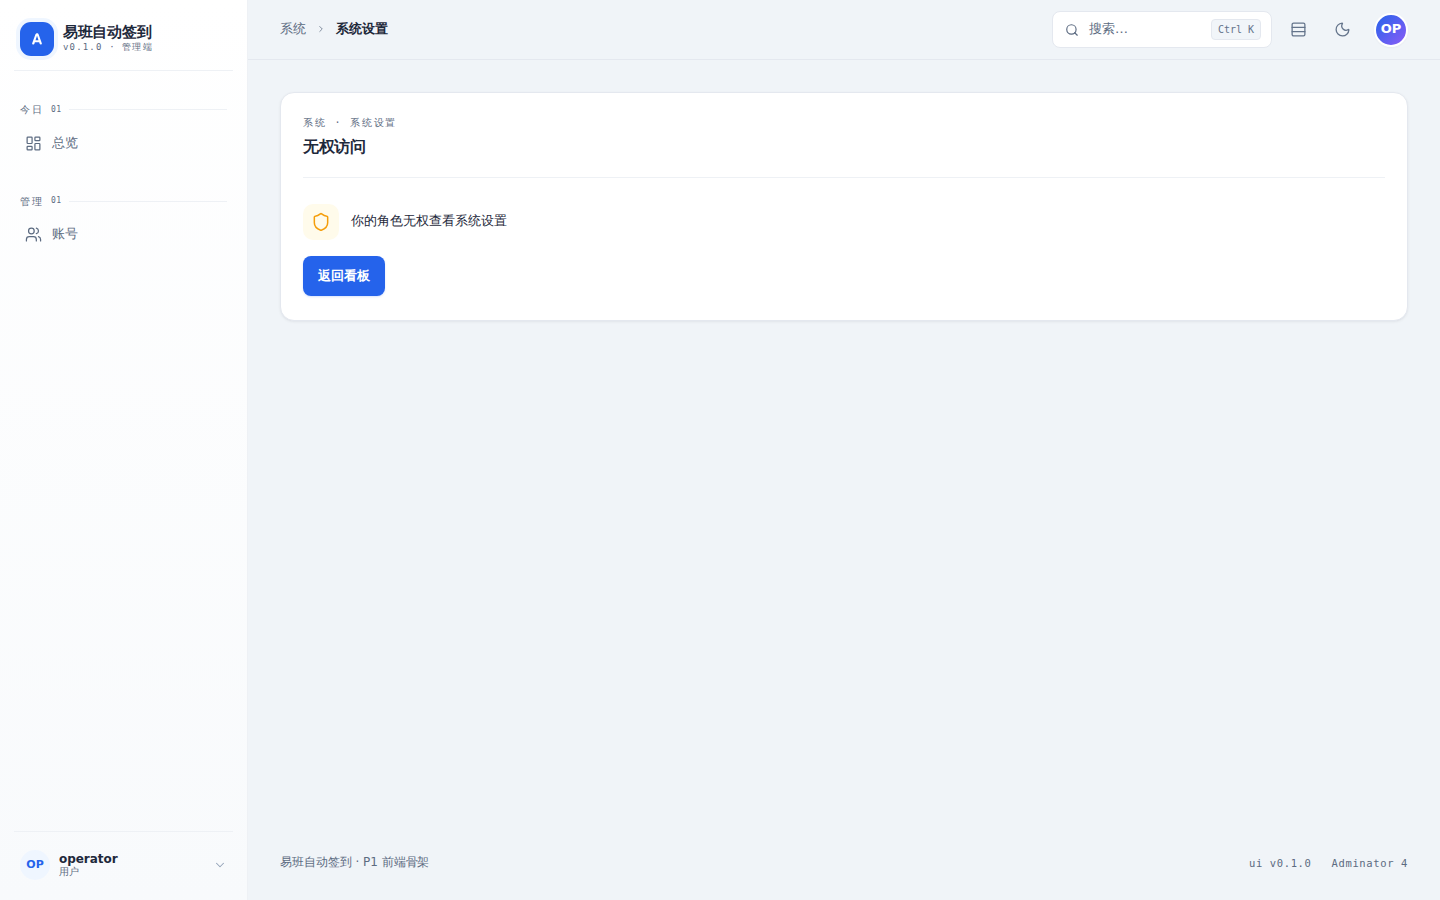 A
易班自动签到
v0.1.0 · 管理端
今日 01
总览
管理 01
账号
OP
operator
用户
系统 › 系统设置
搜索…
Ctrl K
OP
系统 · 系统设置
无权访问
你的角色无权查看系统设置
返回看板
易班自动签到 · P1 前端骨架
ui v0.1.0 Adminator 4